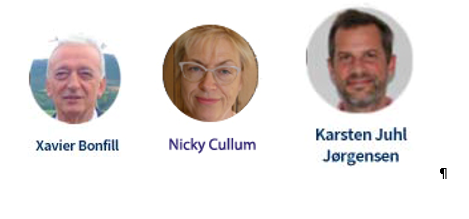 Xavier Bonfill
Nicky Cullum
Karsten Juhl
Jørgensen
¶